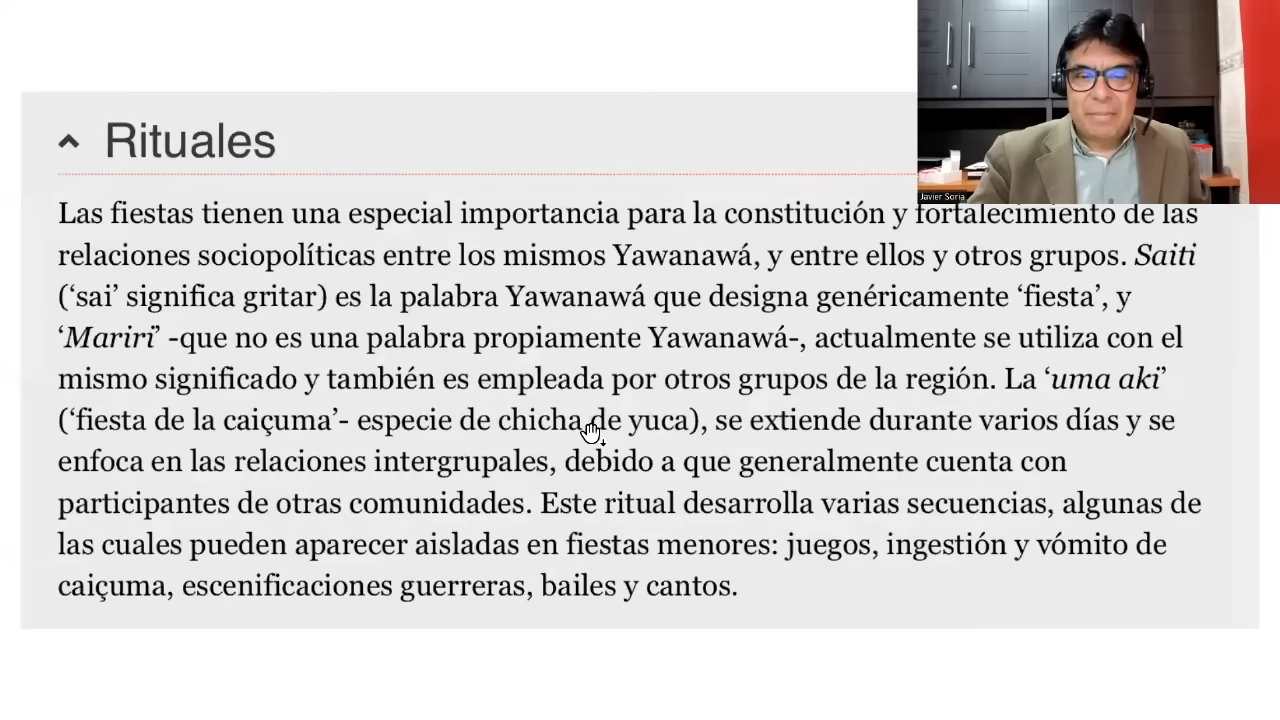 Rituales
Javier Soria
Las fiestas tienen una especial importancia para la constitución y fortalecimiento de las
relaciones sociopolíticas entre los mismos Yawanawá, y entre ellos y otros grupos. Saiti
(‘sai’ significa gritar) es la palabra Yawanawá que designa genéricamente ‘fiesta’, y
‘Mariri’ -que no es una palabra propiamente Yawanawá-, actualmente se utiliza con el
mismo significado y también es empleada por otros grupos de la región. La ‘uma aki’
(‘fiesta de la caiçuma’- especie de chicha de yuca), se extiende durante varios días y se
enfoca en las relaciones intergrupales, debido a que generalmente cuenta con
participantes de otras comunidades. Este ritual desarrolla varias secuencias, algunas de
las cuales pueden aparecer aisladas en fiestas menores: juegos, ingestión y vómito de
caiçuma, escenificaciones guerreras, bailes y cantos.